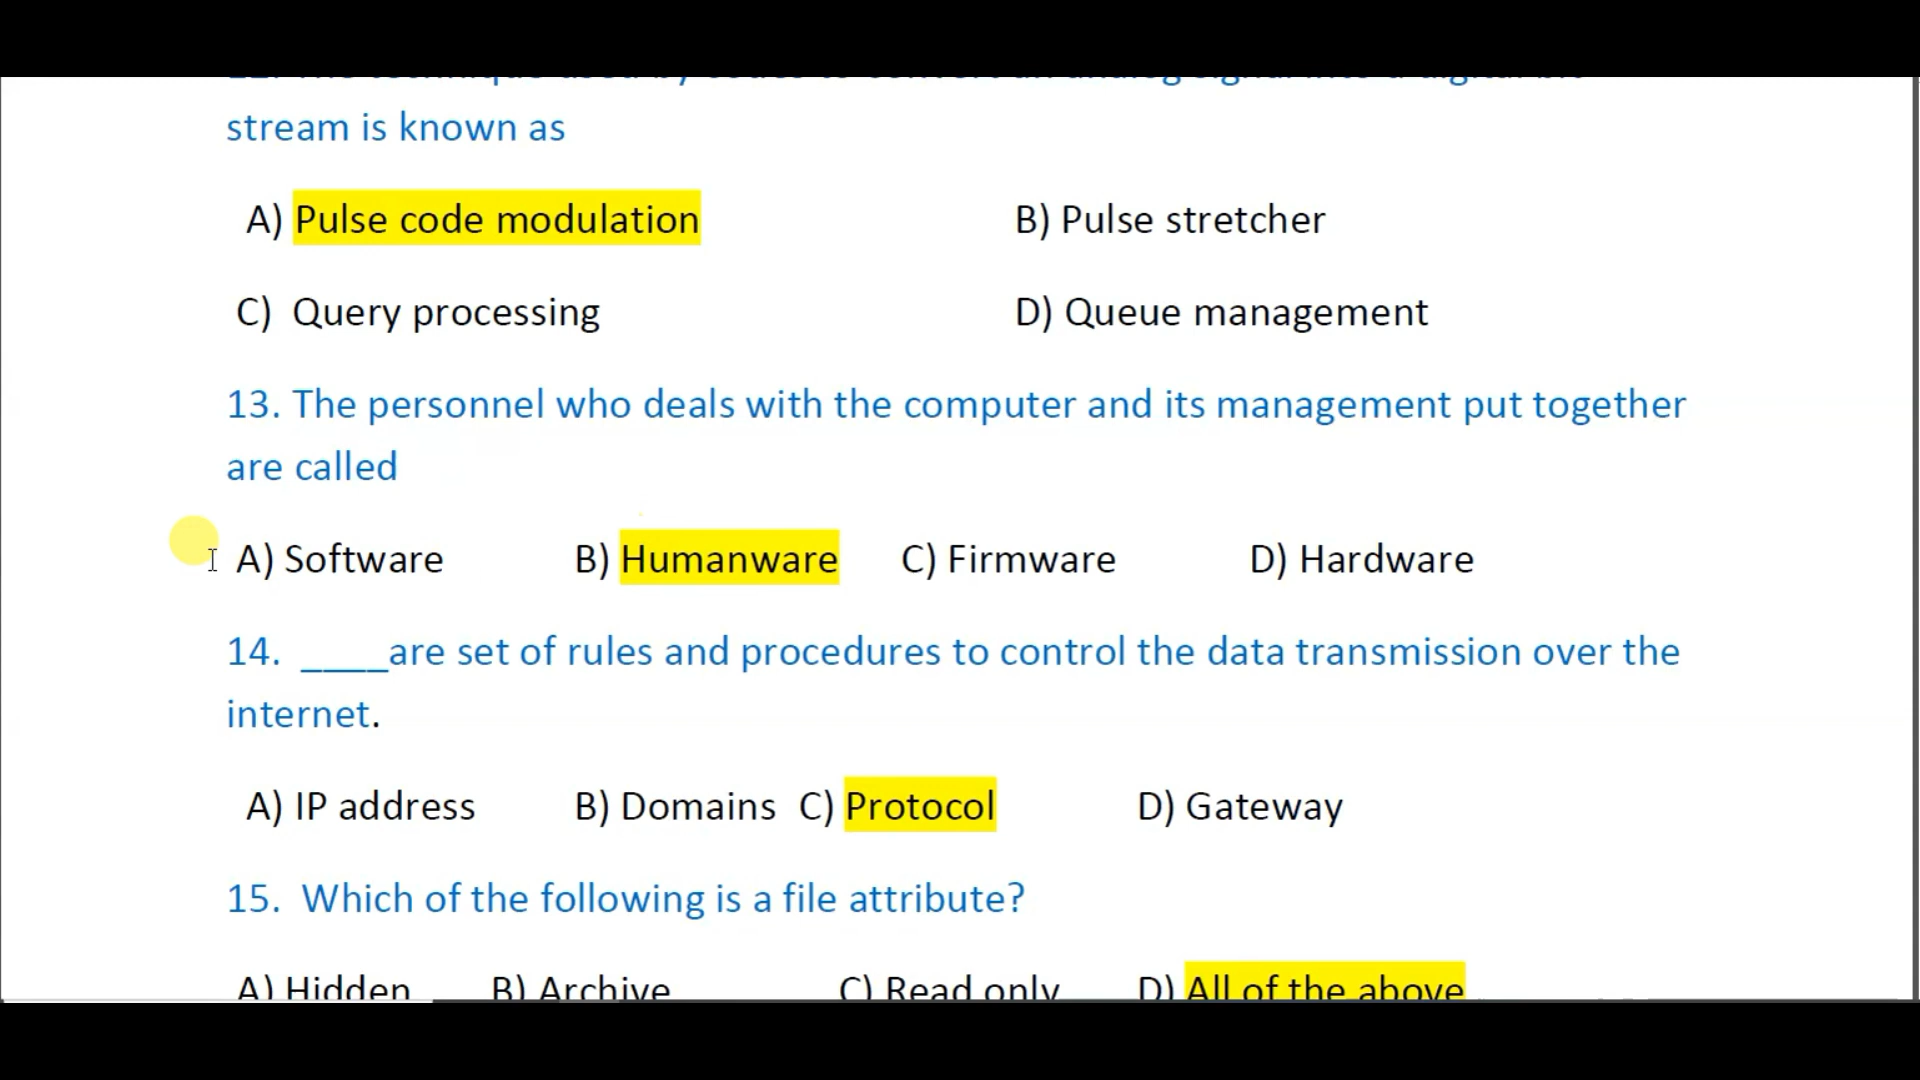 stream is known as
A) Pulse code modulation B) Pulse stretcher
C) Query processing D) Queue management
13. The personnel who deals with the computer and its management put together
are called
A) Software B) Humanware C) Firmware D) Hardware
14. ____are set of rules and procedures to control the data transmission over the
internet.
A) IP address B) Domains C) Protocol D) Gateway
15. Which of the following is a file attribute?
A) Hidden B) Archive C) Read only D) All of the above